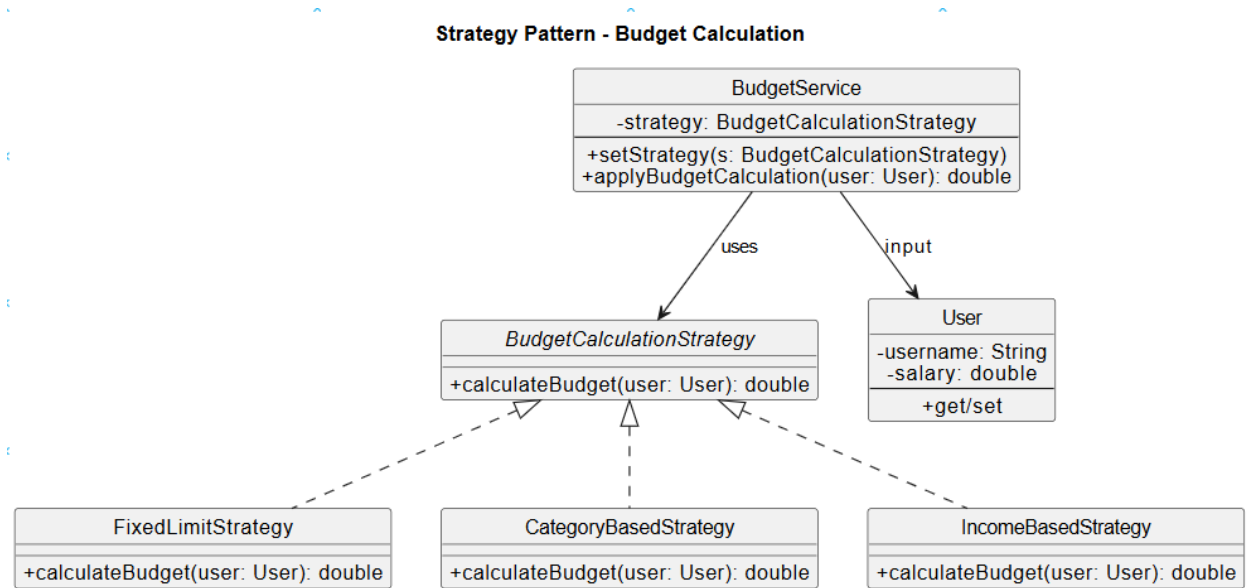 Strategy Pattern - Budget Calculation
BudgetService
-strategy: BudgetCalculationStrategy
+setStrategy(s: BudgetCalculationStrategy)
+applyBudgetCalculation(user: User): double
uses
input
BudgetCalculationStrategy
+calculateBudget(user: User): double
User
-username: String
-salary: double
+get/set
FixedLimitStrategy
+calculateBudget(user: User): double
CategoryBasedStrategy
+calculateBudget(user: User): double
IncomeBasedStrategy
+calculateBudget(user: User): double